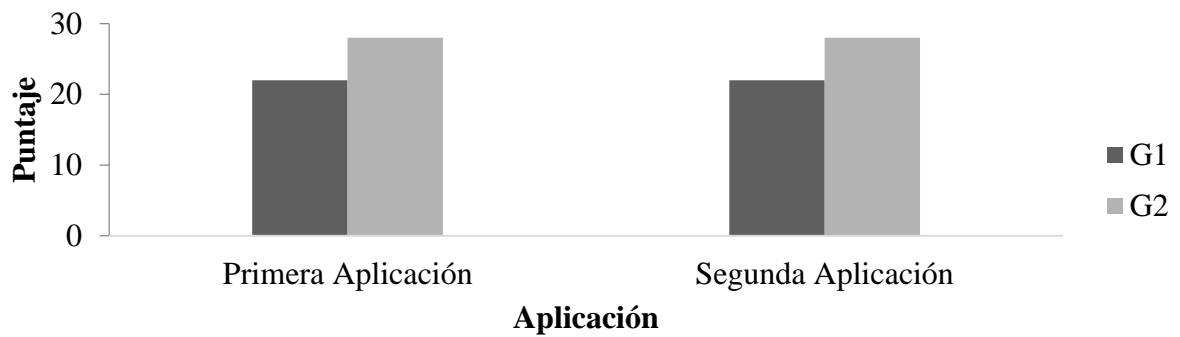 30
20
10
0
Puntaje
Primera Aplicación
Segunda Aplicación
Aplicación
G1
G2